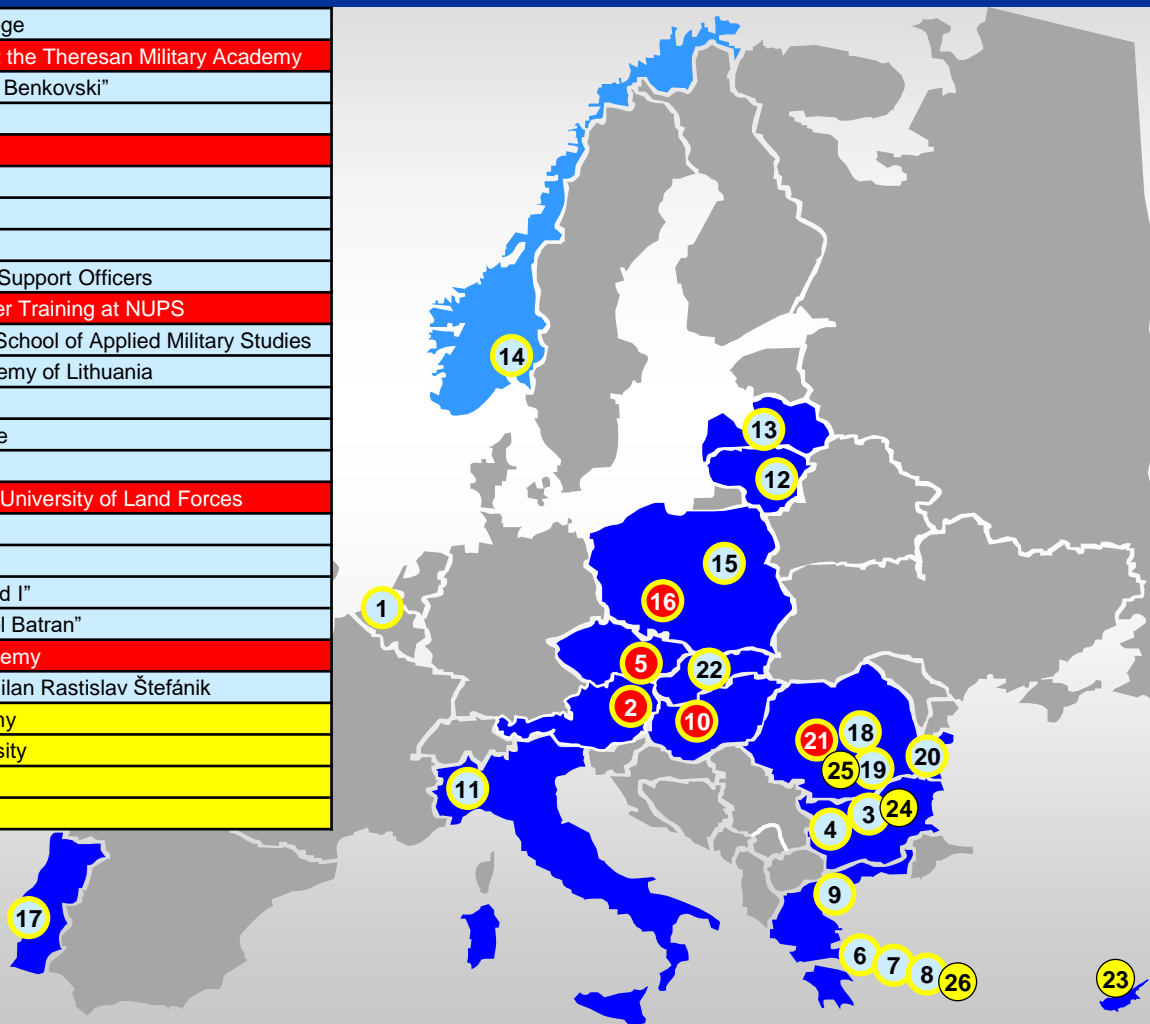 ege
t the Theresan Military Academy
Benkovski”
Support Officers
er Training at NUPS
School of Applied Military Studies
emy of Lithuania
e
University of Land Forces
d I”
l Batran”
emy
ilan Rastislav Štefánik
ny
sity
14
13
12
15
16
1
5
22
2
10
21
18
25
19
20
11
3
24
4
9
17
6
7
8
26
23